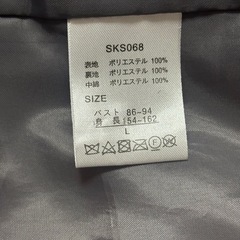 SKS068
表地 ポリエステル 100%
裏地 ポリエステル 100%
中綿 ポリエステル 100%
SIZE
バスト 86-94
身 長 154-162
L